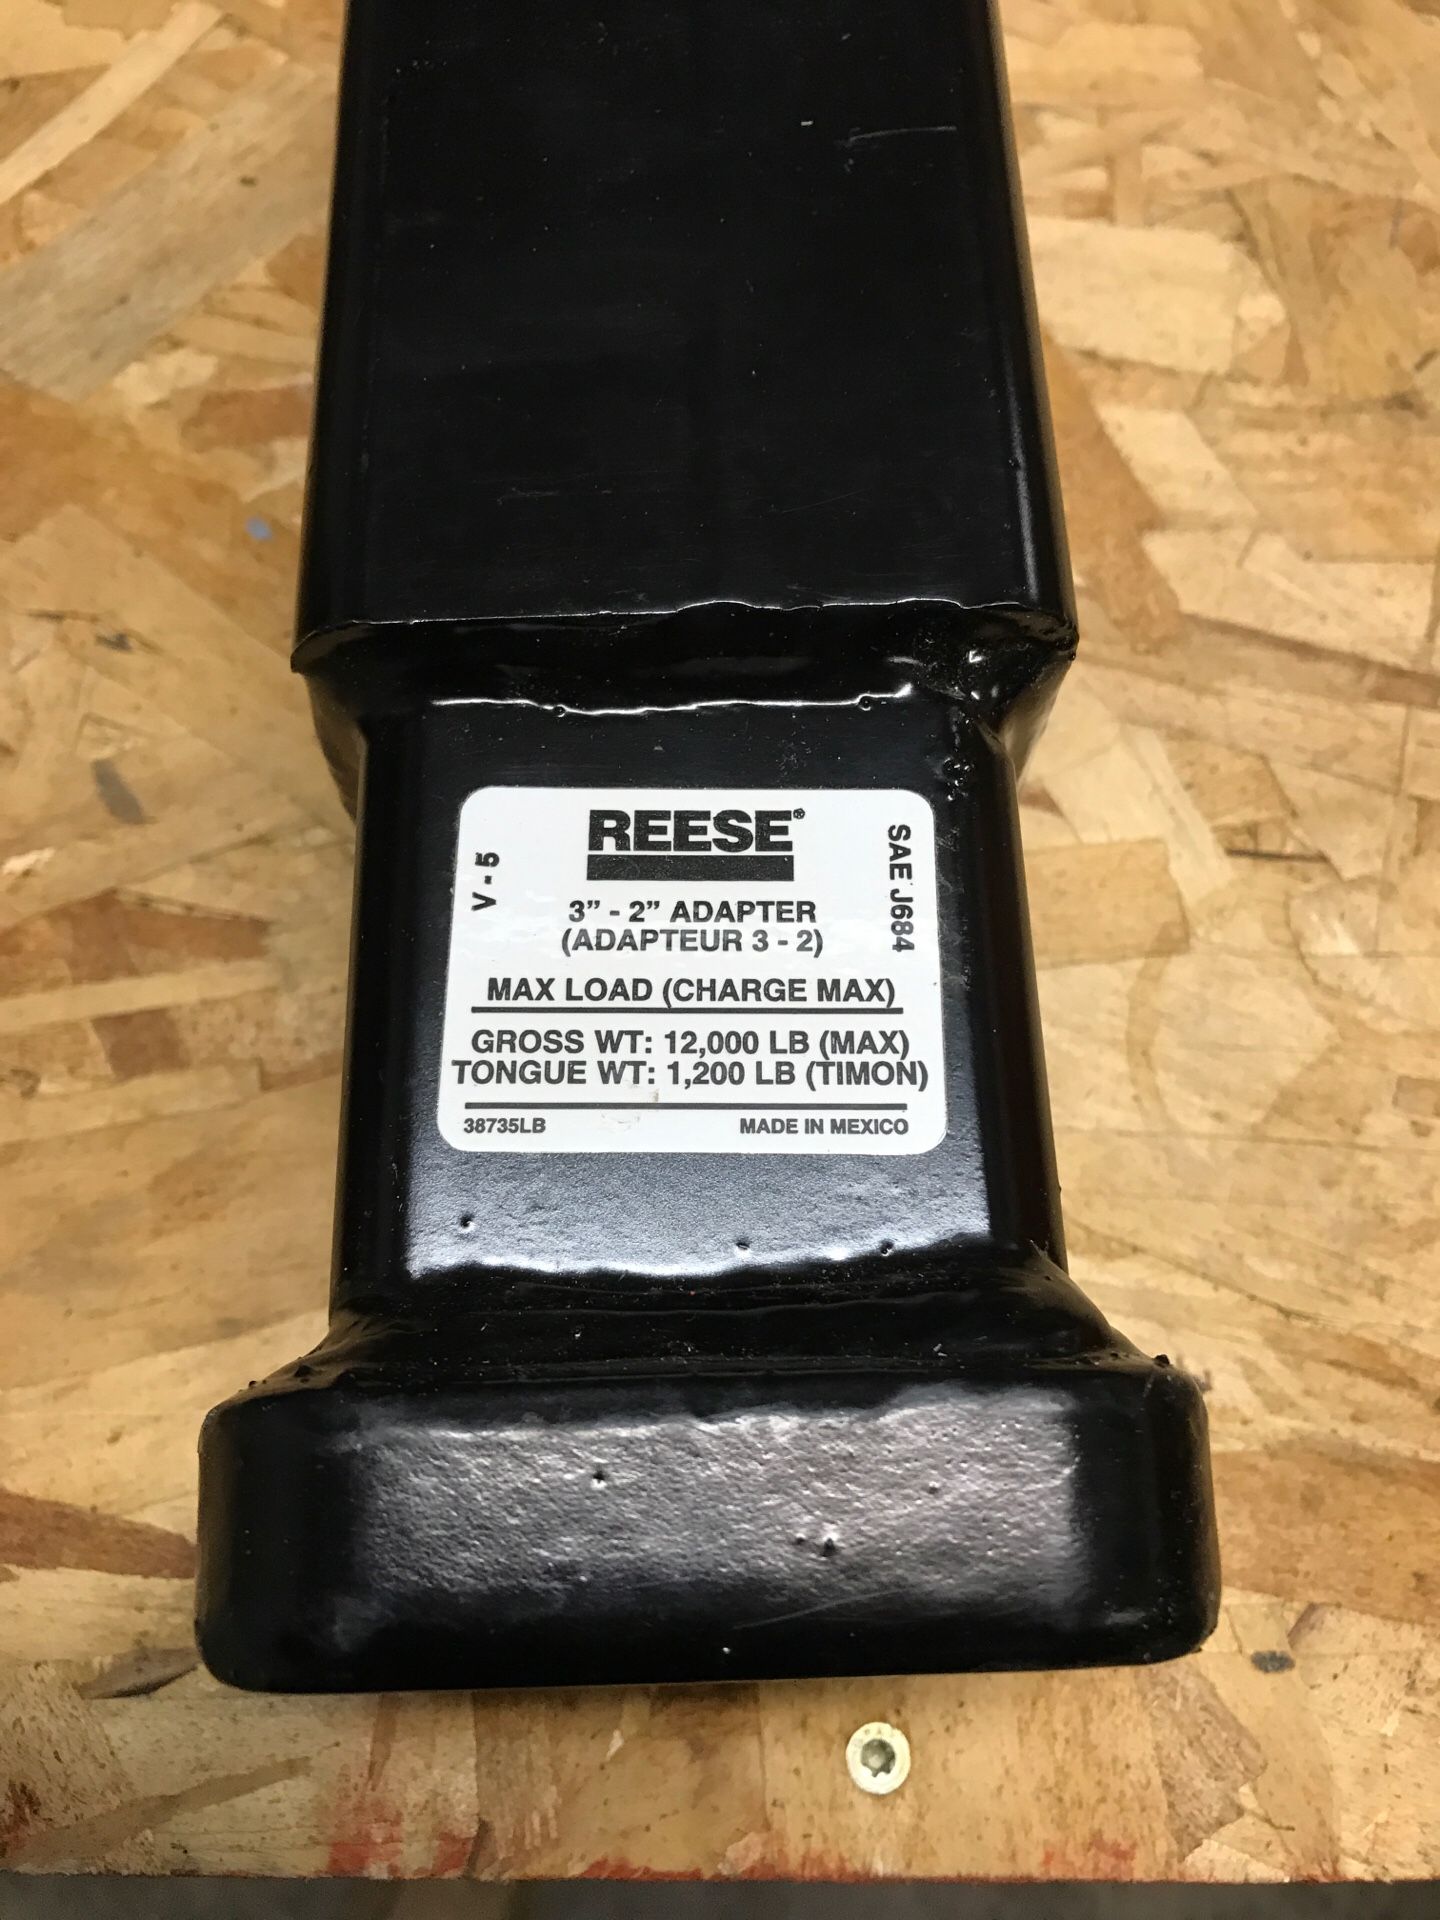 REESE®
V-5
SAE J684
3” - 2” ADAPTER
(ADAPTEUR 3 - 2)
MAX LOAD (CHARGE MAX)
GROSS WT: 12,000 LB (MAX)
TONGUE WT: 1,200 LB (TIMON)
38735LB MADE IN MEXICO